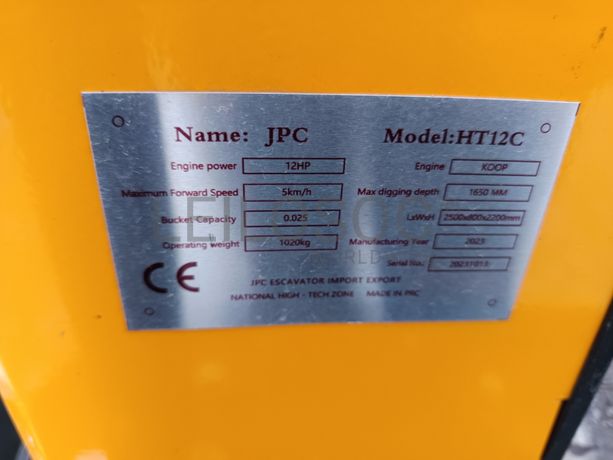 Name: JPC Model:HT12C
Engine power 12HP Engine KOOP
Maximum Forward Speed 5km/h Max digging depth 1650 MM
Bucket Capacity 0.025 LxWxH 2500x800x2200mm
Operating weight 1020kg Manufacturing Year 2023
Serial No.:
CE
JPC ESCAVATOR IMPORT EXPORT
NATIONAL HIGH - TECH ZONE MADE IN PRC
WORLD